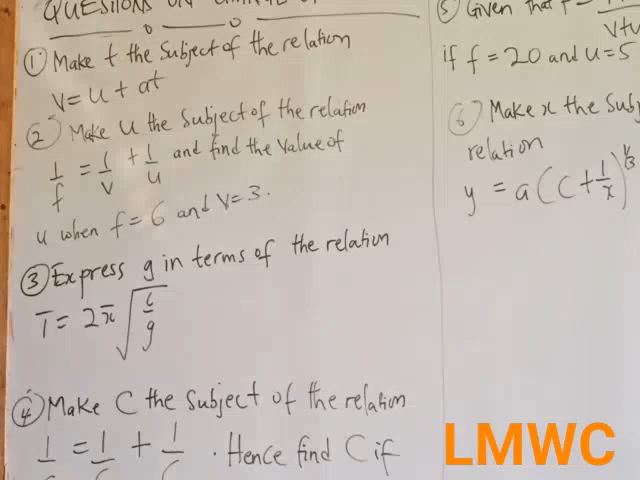 QUESTIONS ON CHANGE OF
① Make t the subject of the relation
V = u + at
② Make u the subject of the relation
1/f = 1/v + 1/u and find the value of
u when f = 6 and v = 3.
③ Express g in terms of the relation
T = 2π√(l/g)
④ Make C the subject of the relation
1/ = 1/ + 1/ . Hence find C if
⑤ Given that f =
v+u
if f = 20 and u = 5
⑥ Make x the subj
relation
y = a(c + 1/x)^1/3
LMWC